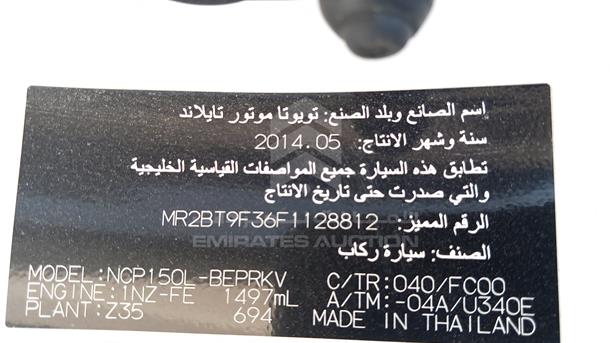 اسم الصانع وبلد الصنع: تويوتا موتور تايلاند
سنة وشهر الانتاج: 2014.05
تطابق هذه السيارة جميع المواصفات القياسية الخليجية
والتي صدرت حتى تاريخ الانتاج
الرقم المميز: MR2BT9F36F1128812
EMIRATES AUCTION
الصنف: سيارة ركاب
MODEL:NCP150L-BEPRKV C/TR:040/FC00
ENGINE:1NZ-FE 1497mL A/TM:-04A/U340E
PLANT:Z35 694 MADE IN THAILAND